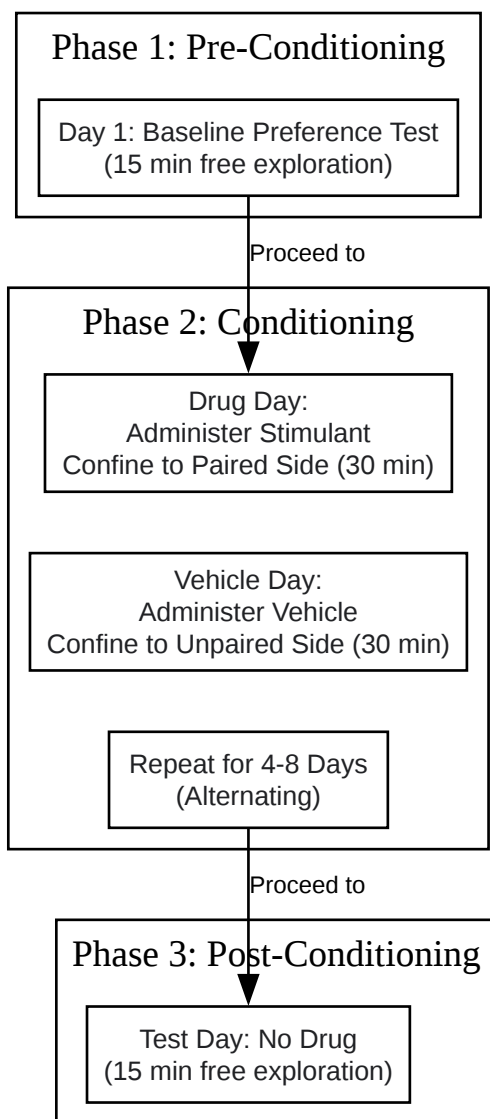 Phase 1: Pre-Conditioning
Day 1: Baseline Preference Test
(15 min free exploration)
Proceed to
Phase 2: Conditioning
Drug Day:
Administer Stimulant
Confine to Paired Side (30 min)
Vehicle Day:
Administer Vehicle
Confine to Unpaired Side (30 min)
Repeat for 4-8 Days
(Alternating)
Proceed to
Phase 3: Post-Conditioning
Test Day: No Drug
(15 min free exploration)